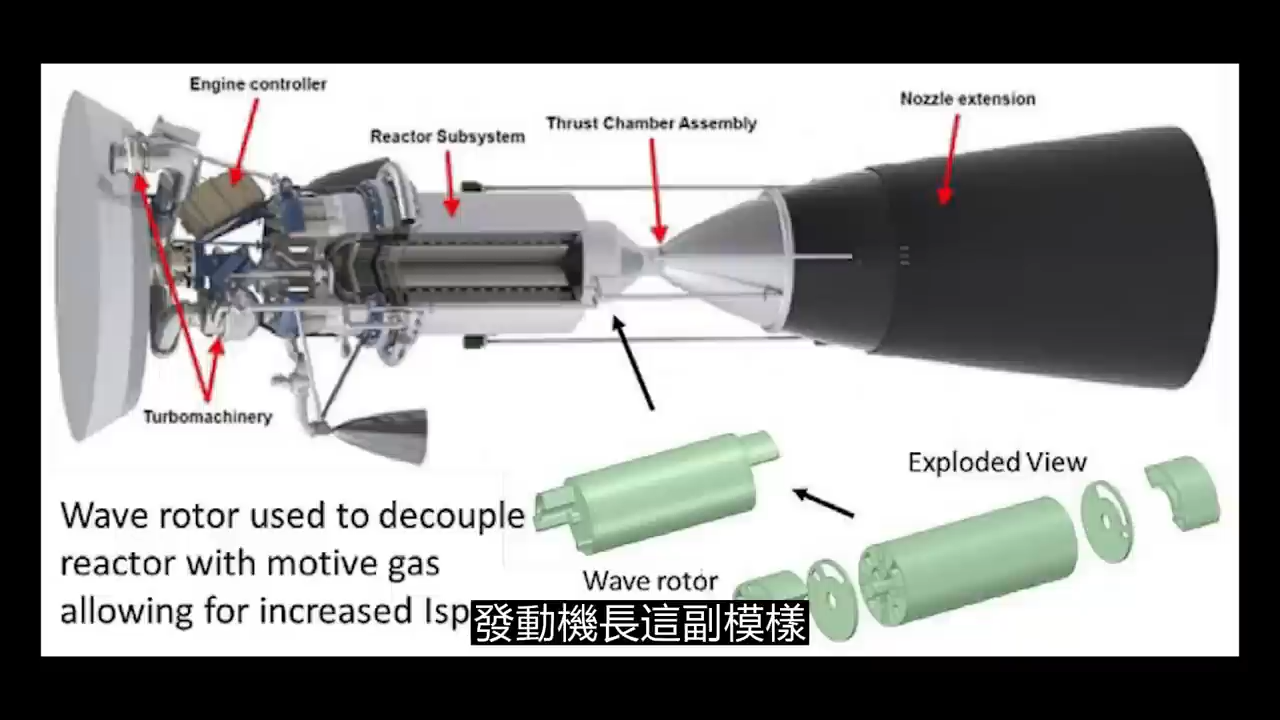 Engine controller
Nozzle extension
Reactor Subsystem
Thrust Chamber Assembly
Turbomachinery
Exploded View
Wave rotor used to decouple
reactor with motive gas
allowing for increased Isp
Wave rotor
發動機長這副模樣